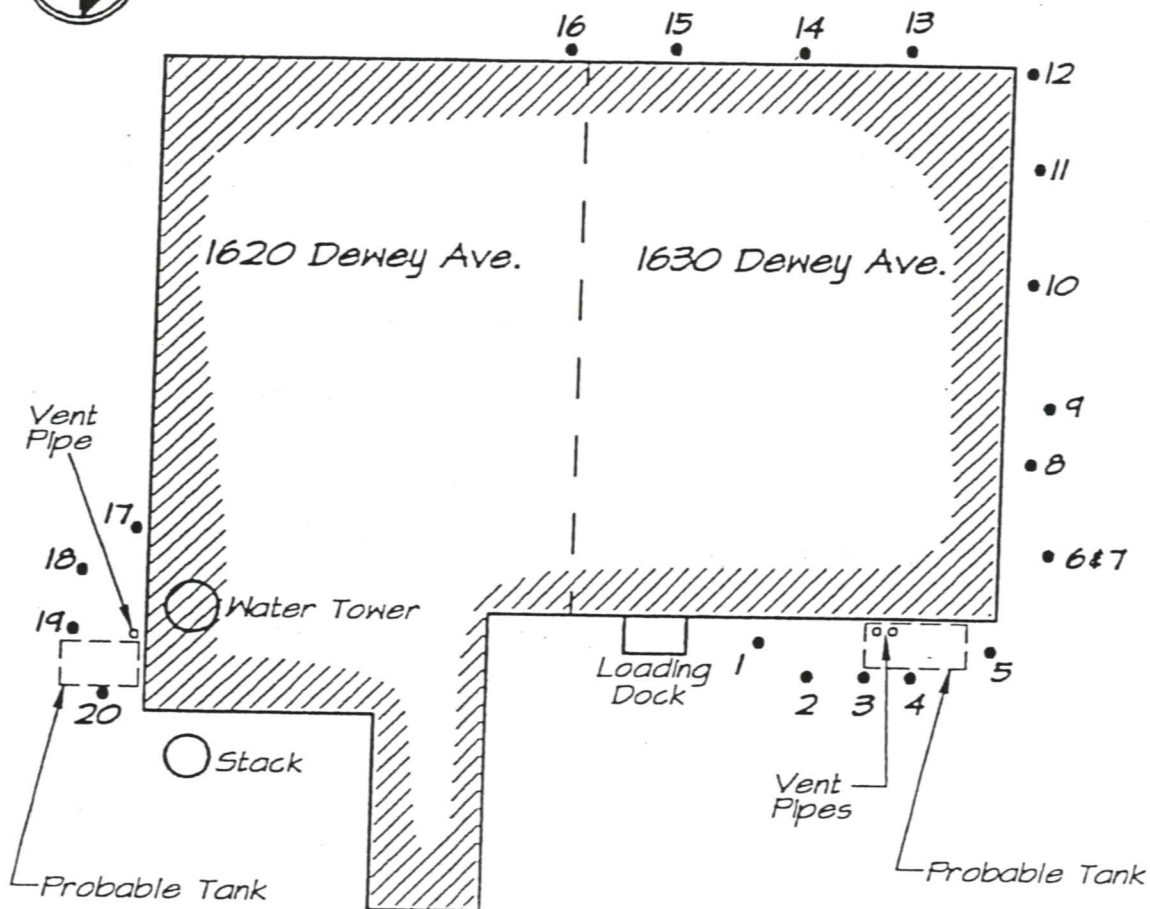 16
15
14
13
12
11
1620 Dewey Ave.
1630 Dewey Ave.
10
Vent
Pipe
9
8
17
18
6&7
Water Tower
19
Loading
Dock
1
5
2
3
4
20
Stack
Vent
Pipes
Probable Tank
Probable Tank